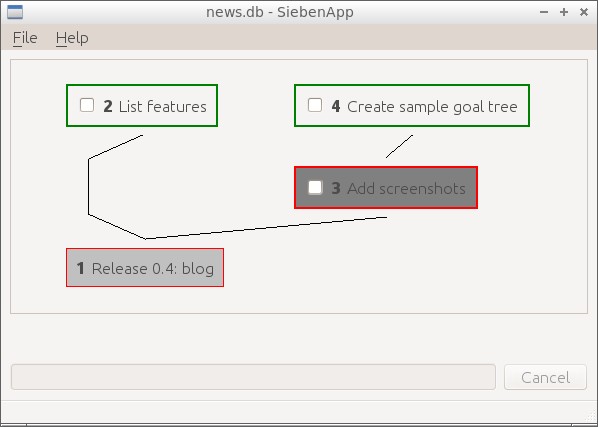 news.db - SiebenApp
File Help
2 List features
4 Create sample goal tree
3 Add screenshots
1 Release 0.4: blog
Cancel